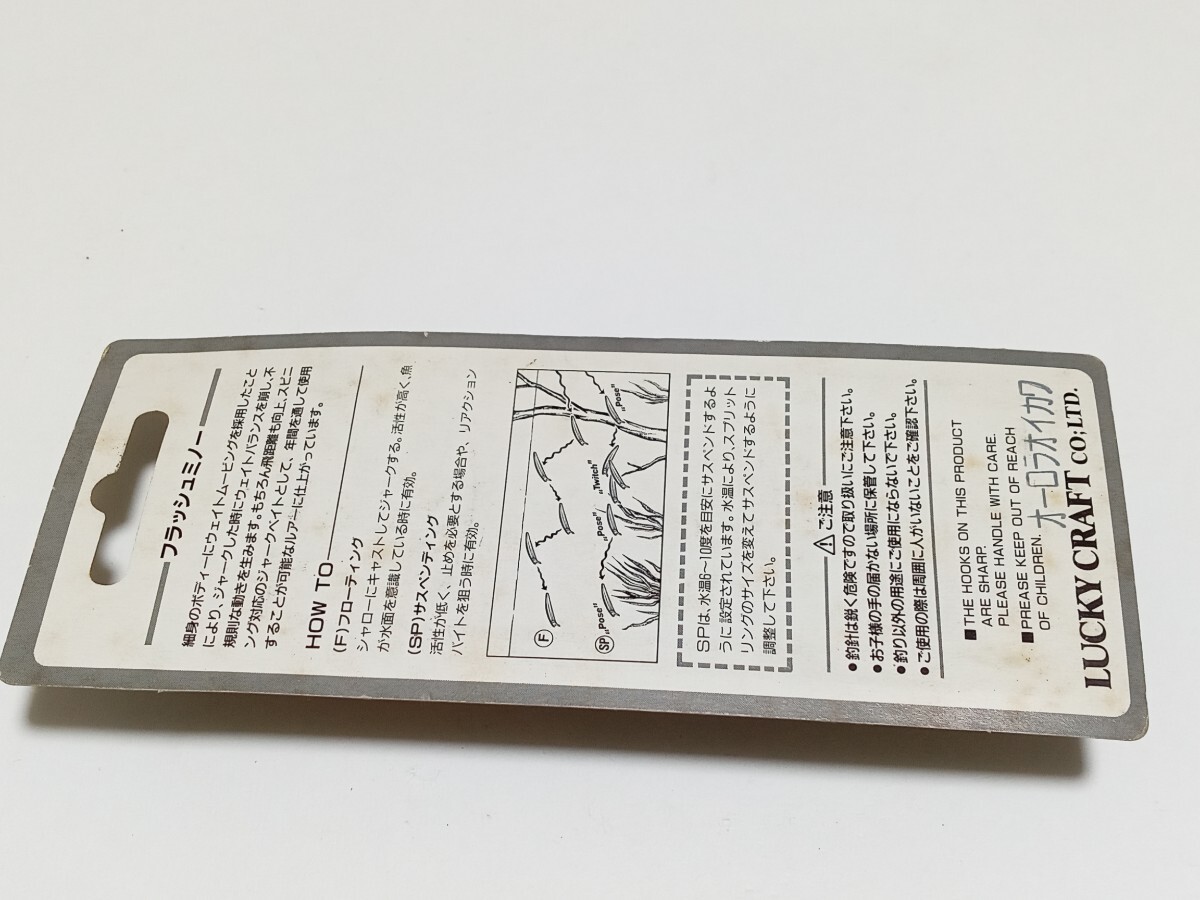 フラッシュミノー
細身のボディーにウェイトムービングを採用したこと
により、ジャークした時にウェイトバランスを崩し、不
規則な動きを生みます。もちろん飛距離も向上、スピニ
ング対応のジャークベイトとして、年間を通して使用
することが可能なルアーに仕上がっています。
HOW TO
(F)フローティング
シャローにキャストしてジャークする。活性が高く、魚
が水面を意識している時に有効。
(SP)サスペンディング
活性が低く、止めを必要とする場合や、リアクション
バイトを狙う時に有効。
F
SP
"Pose"
"Pose"
"Twitch"
"Pose"
SPは、水温6〜10度を目安にサスペンドするよ
うに設定されています。水温により、スプリット
リングのサイズを変えてサスペンドするように
調整して下さい。
⚠ご注意
●釣針は鋭く危険ですので取り扱いにご注意下さい。
●お子様の手の届かない場所に保管して下さい。
●釣り以外の用途にご使用にならないで下さい。
●ご使用の際は周囲に人がいないことをご確認下さい。
■THE HOOKS ON THIS PRODUCT
ARE SHARP.
PLEASE HANDLE WITH CARE.
■PREASE KEEP OUT OF REACH
OF CHILDREN.
オーロラオイカワ
LUCKY CRAFT CO;LTD.